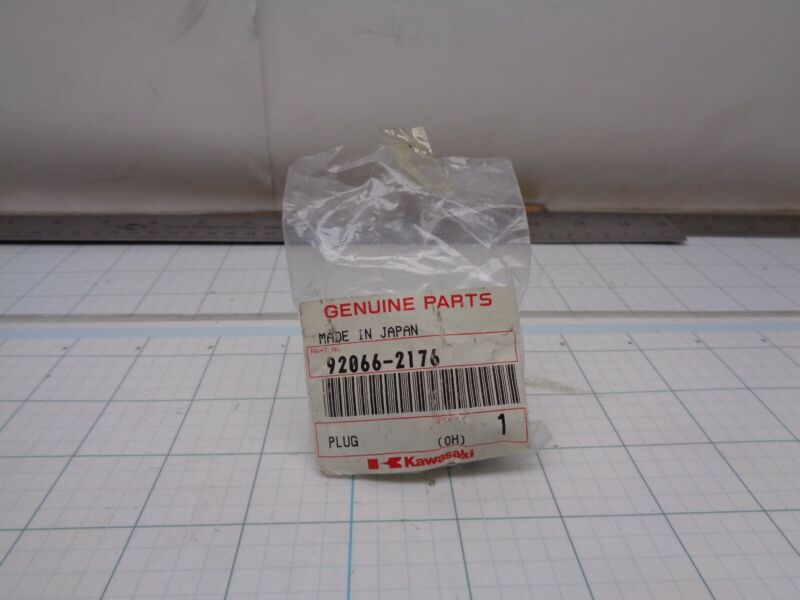 GENUINE PARTS
MADE IN JAPAN
PART NO.
92066-2176
QTY
1
PLUG (OH)
Kawasaki